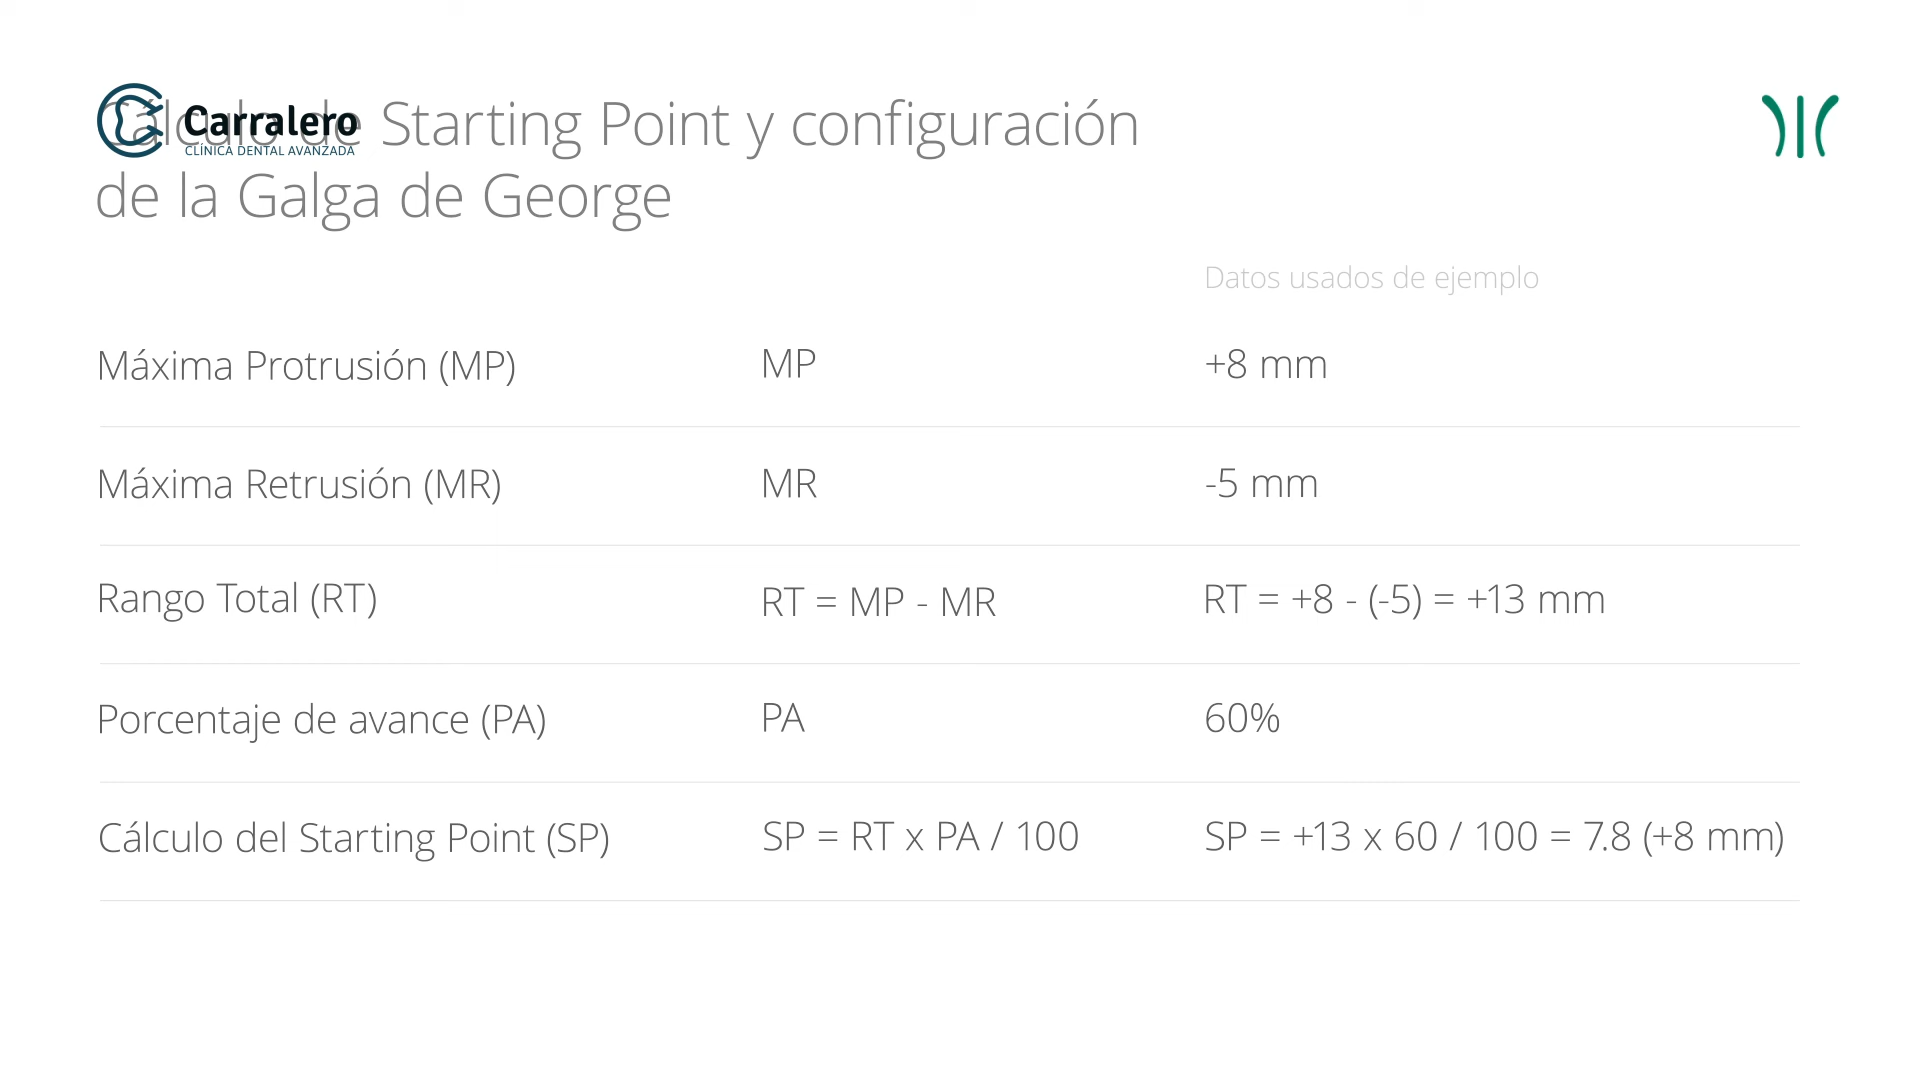 Carralero
CLÍNICA DENTAL AVANZADA
Cálculo de Starting Point y configuración
de la Galga de George
Datos usados de ejemplo
Máxima Protrusión (MP) MP +8 mm
Máxima Retrusión (MR) MR -5 mm
Rango Total (RT) RT = MP - MR RT = +8 - (-5) = +13 mm
Porcentaje de avance (PA) PA 60%
Cálculo del Starting Point (SP) SP = RT x PA / 100 SP = +13 x 60 / 100 = 7.8 (+8 mm)